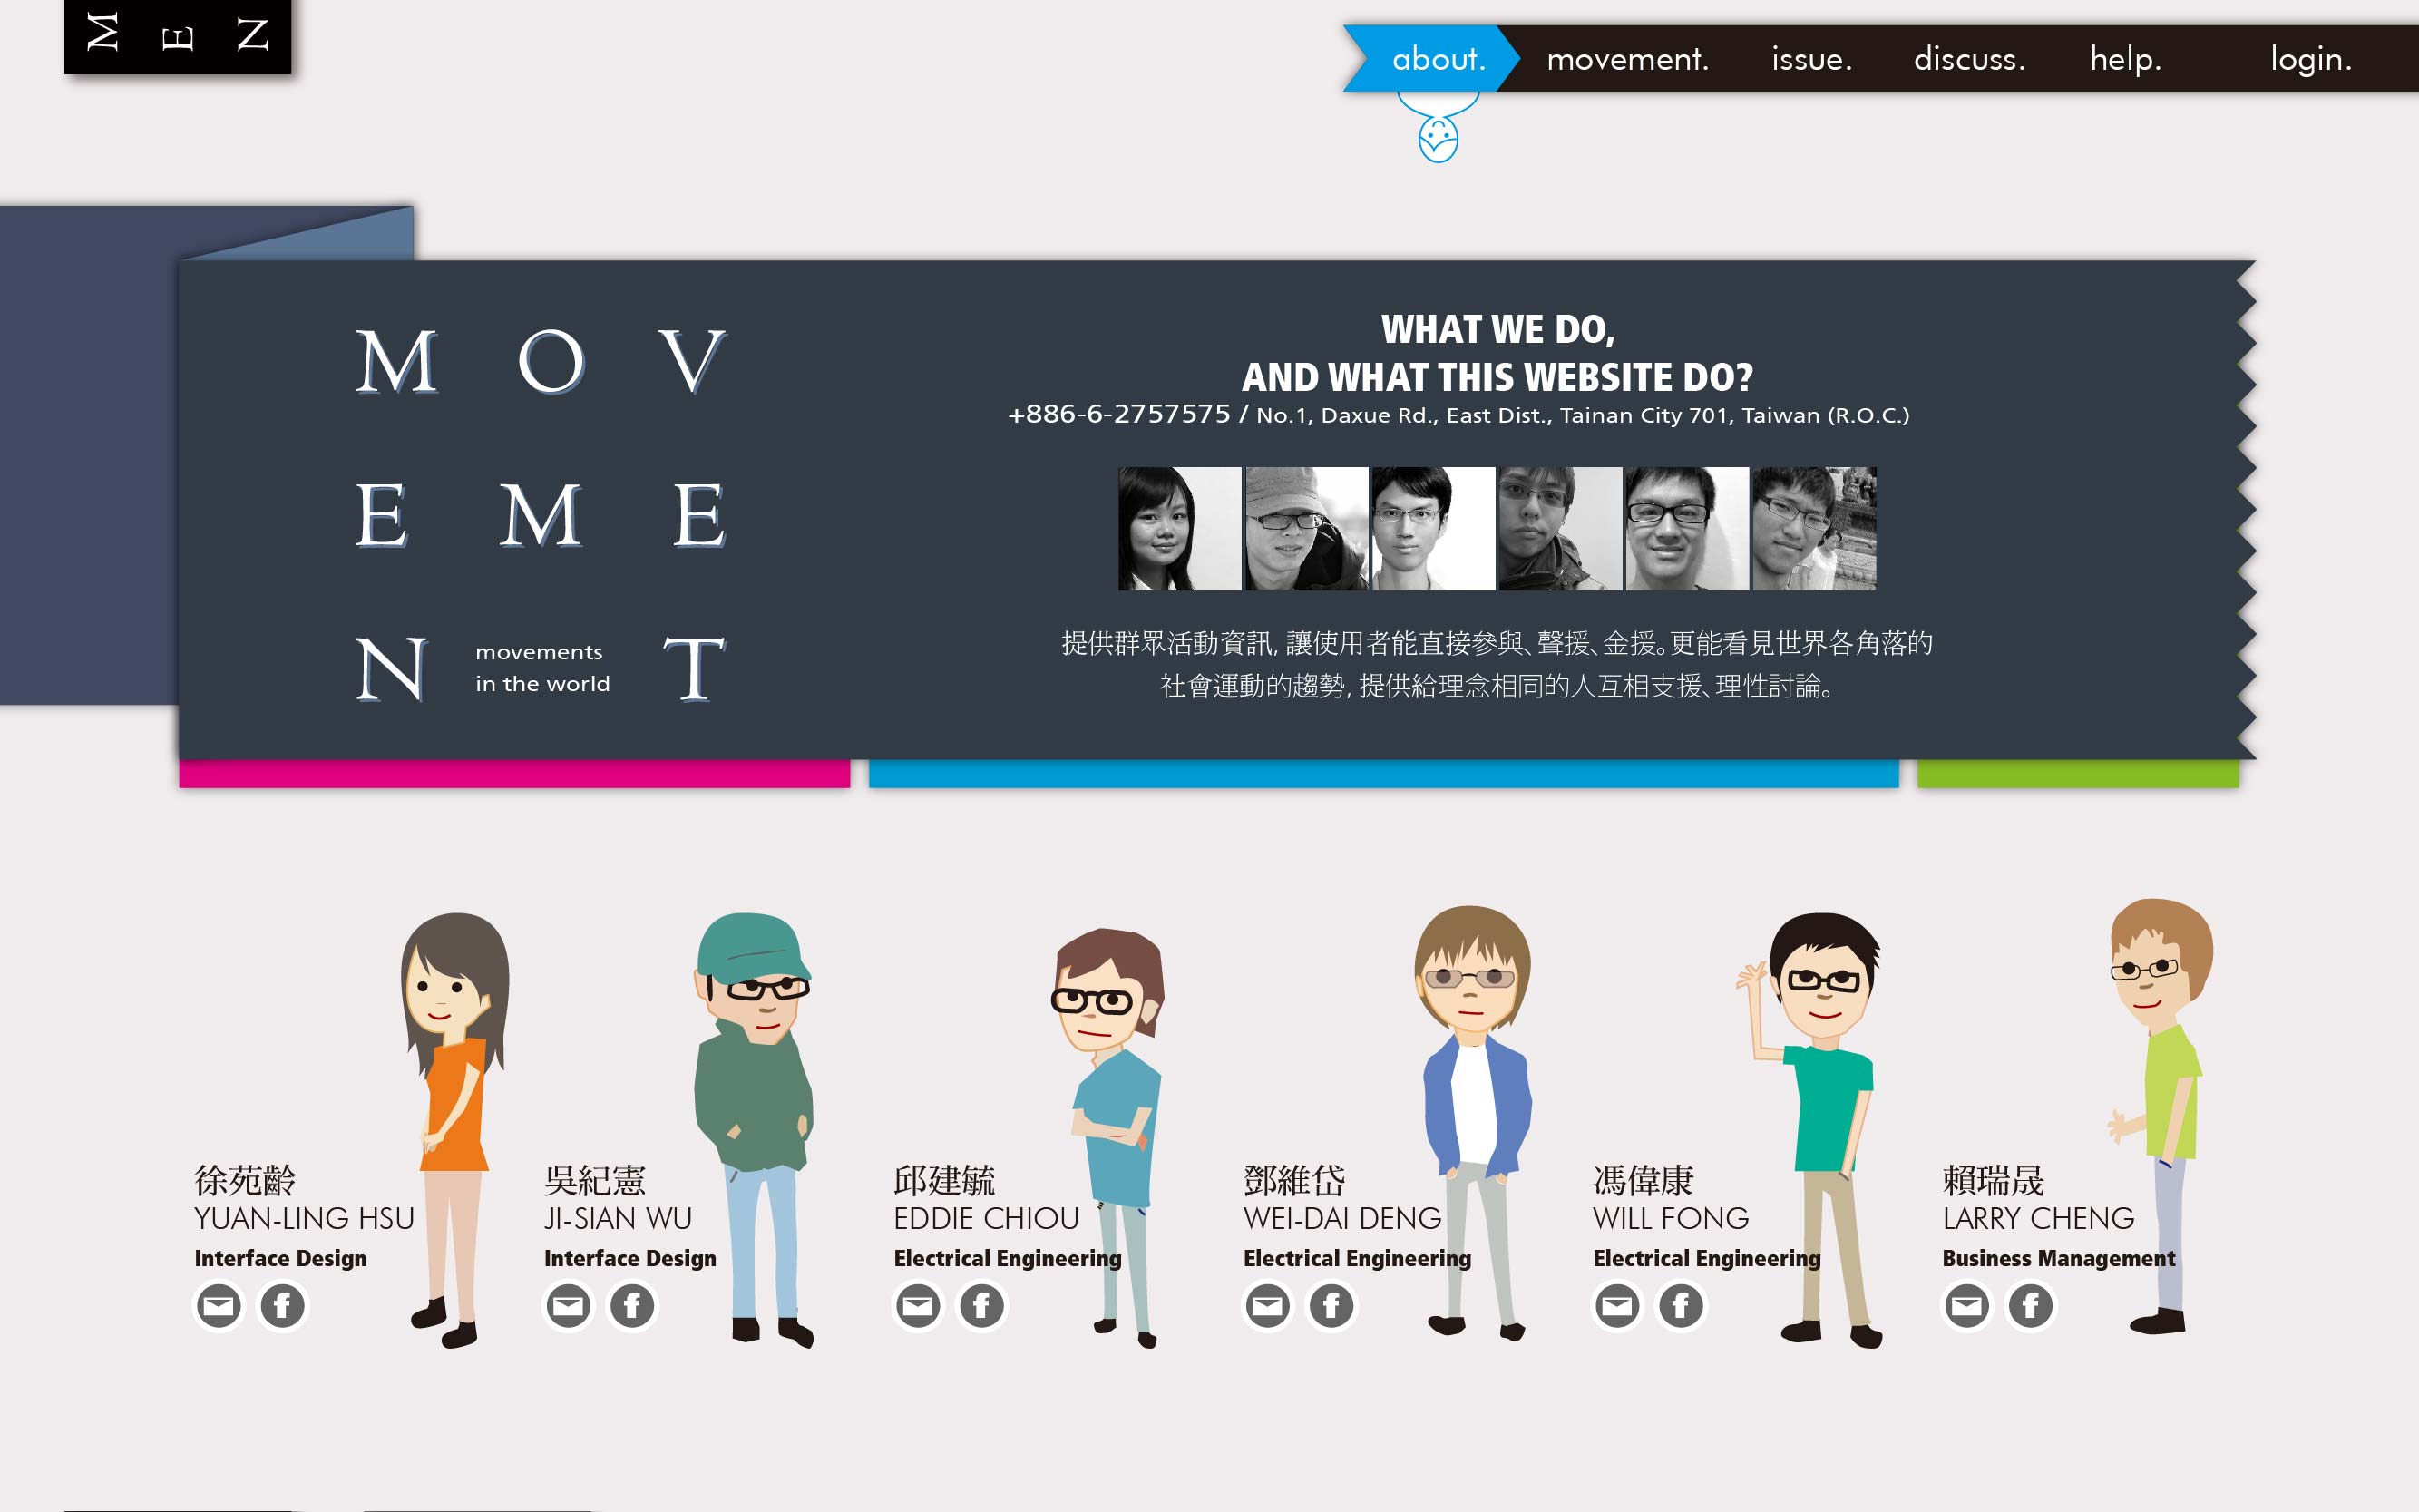 M E N
about. movement. issue. discuss. help. login.
M O V
E M E
N T
movements
in the world
WHAT WE DO,
AND WHAT THIS WEBSITE DO?
+886-6-2757575 / No.1, Daxue Rd., East Dist., Tainan City 701, Taiwan (R.O.C.)
提供群眾活動資訊, 讓使用者能直接參與、聲援、金援。更能看見世界各角落的
社會運動的趨勢, 提供給理念相同的人互相支援、理性討論。
徐苑齡
YUAN-LING HSU
Interface Design
吳紀憲
JI-SIAN WU
Interface Design
邱建毓
EDDIE CHIOU
Electrical Engineering
鄧維岱
WEI-DAI DENG
Electrical Engineering
馮偉康
WILL FONG
Electrical Engineering
賴瑞晟
LARRY CHENG
Business Management